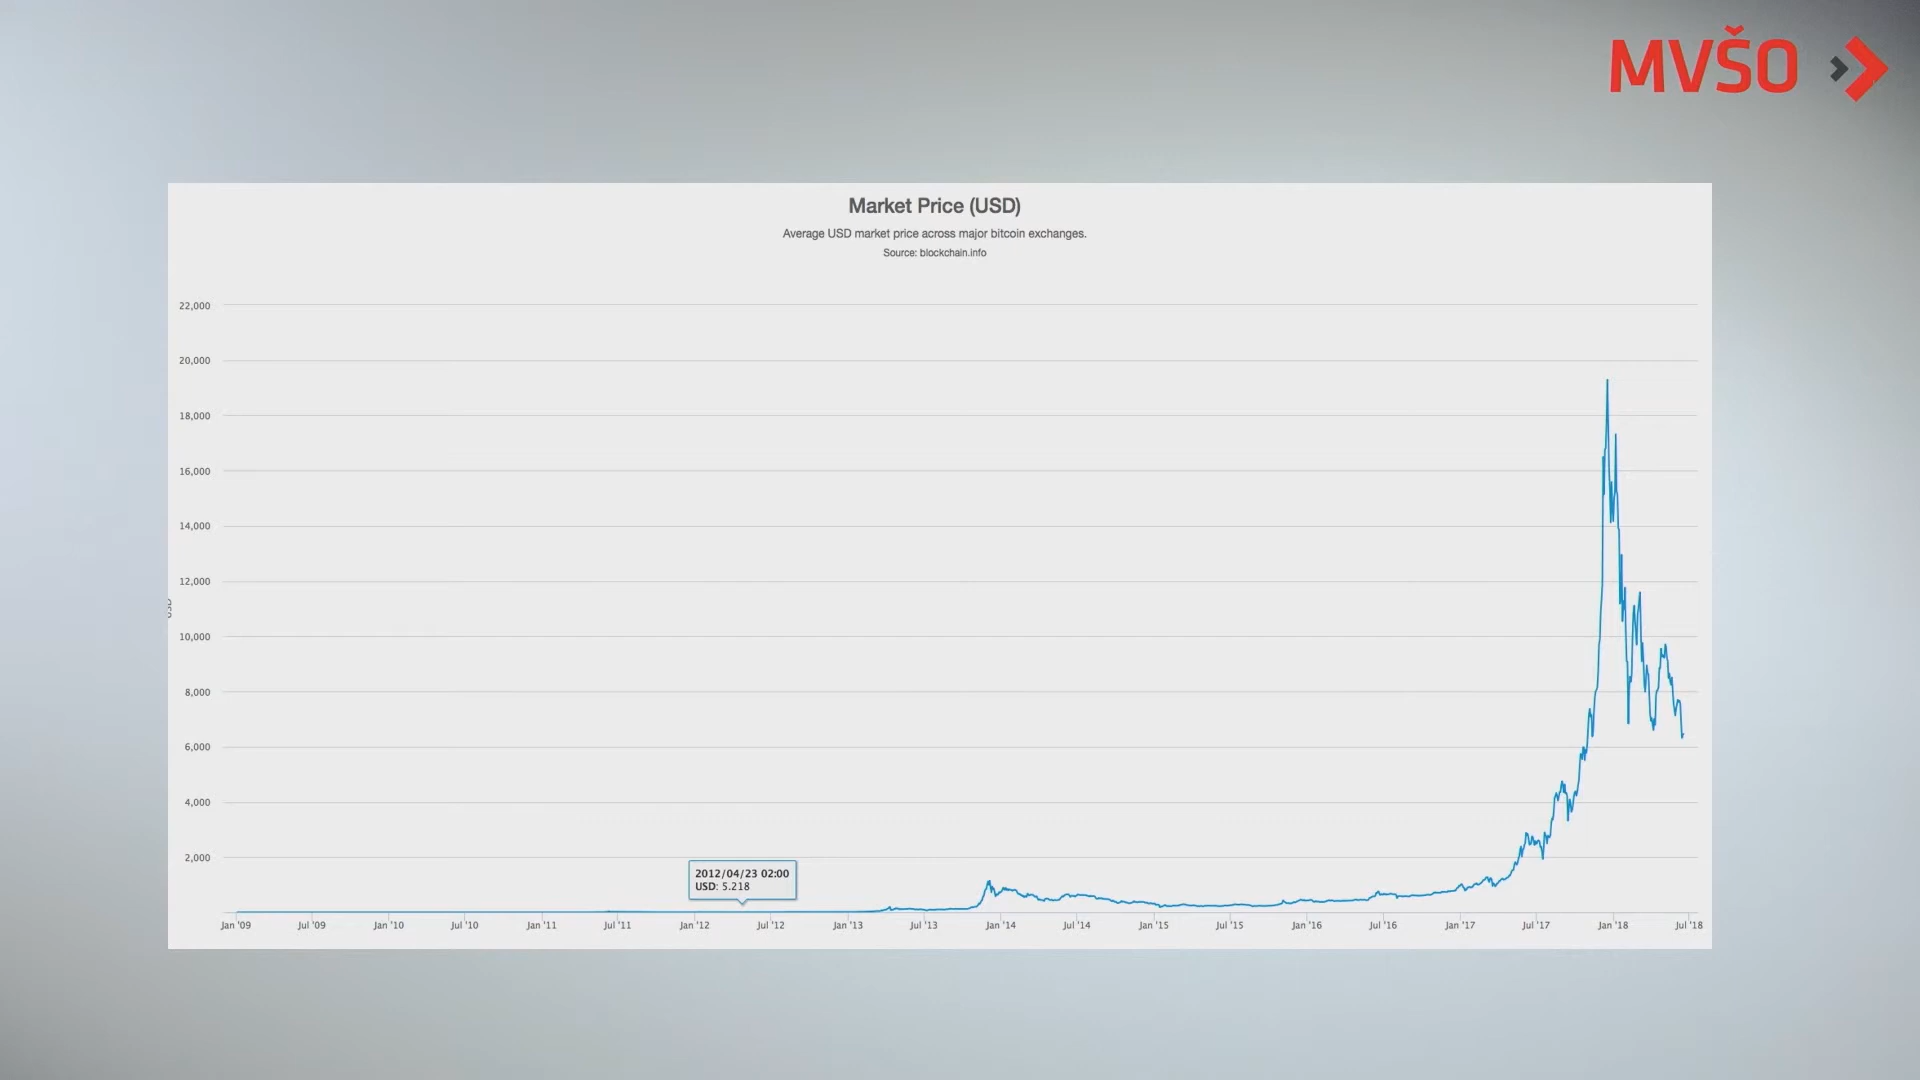 MVŠO
Market Price (USD)
Average USD market price across major bitcoin exchanges.
Source: blockchain.info
22,000
20,000
18,000
16,000
14,000
12,000
USD
10,000
8,000
6,000
4,000
2,000
2012/04/23 02:00
USD: 5.218
Jan '09 Jul '09 Jan '10 Jul '10 Jan '11 Jul '11 Jan '12 Jul '12 Jan '13 Jul '13 Jan '14 Jul '14 Jan '15 Jul '15 Jan '16 Jul '16 Jan '17 Jul '17 Jan '18 Jul '18